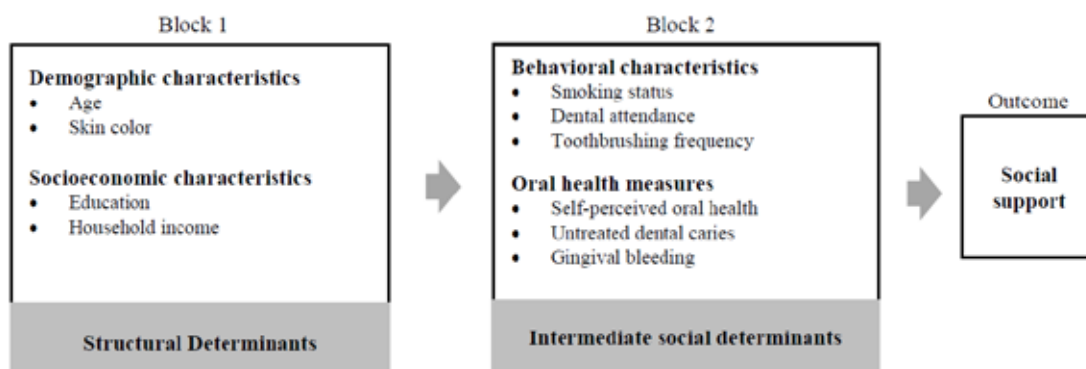 Block 1
Demographic characteristics
• Age
• Skin color
Socioeconomic characteristics
• Education
• Household income
Structural Determinants
Block 2
Behavioral characteristics
• Smoking status
• Dental attendance
• Toothbrushing frequency
Oral health measures
• Self-perceived oral health
• Untreated dental caries
• Gingival bleeding
Intermediate social determinants
Outcome
Social
support